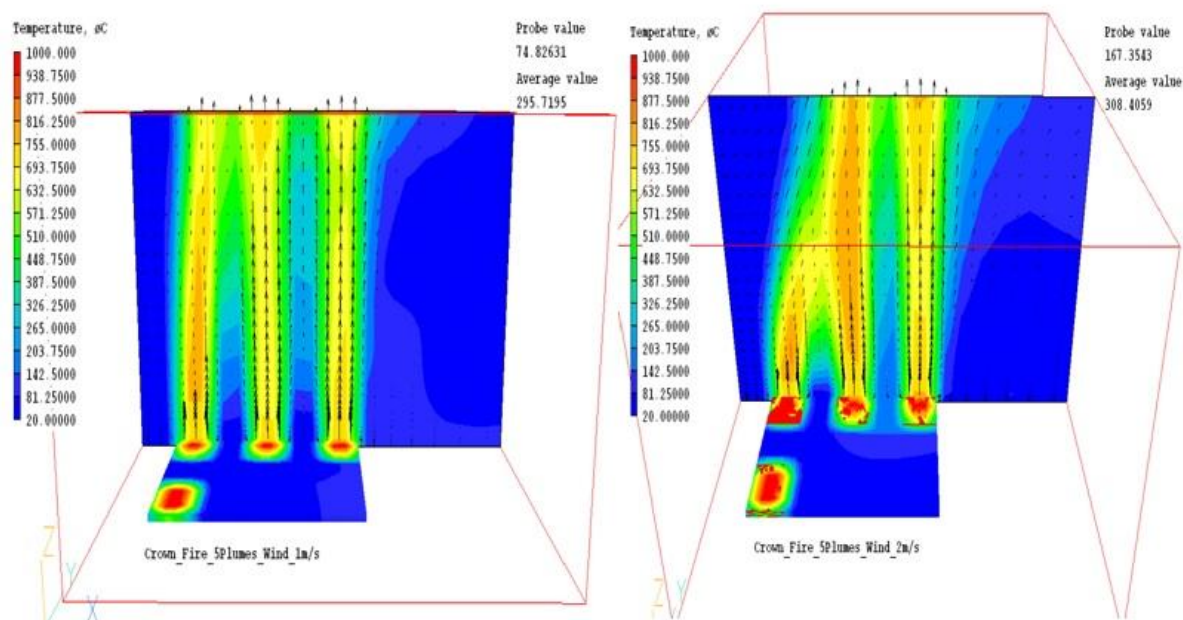 Temperature, øC
1000.000
938.7500
877.5000
816.2500
755.0000
693.7500
632.5000
571.2500
510.0000
448.7500
387.5000
326.2500
265.0000
203.7500
142.5000
81.25000
20.00000
Probe value
74.82631
Average value
295.7195
Crown_Fire_5Plumes_Wind_1m/s
Z
Y
X
Temperature, øC
1000.000
938.7500
877.5000
816.2500
755.0000
693.7500
632.5000
571.2500
510.0000
448.7500
387.5000
326.2500
265.0000
203.7500
142.5000
81.25000
20.00000
Probe value
167.3543
Average value
308.4059
Crown_Fire_5Plumes_Wind_2m/s
Z
Y